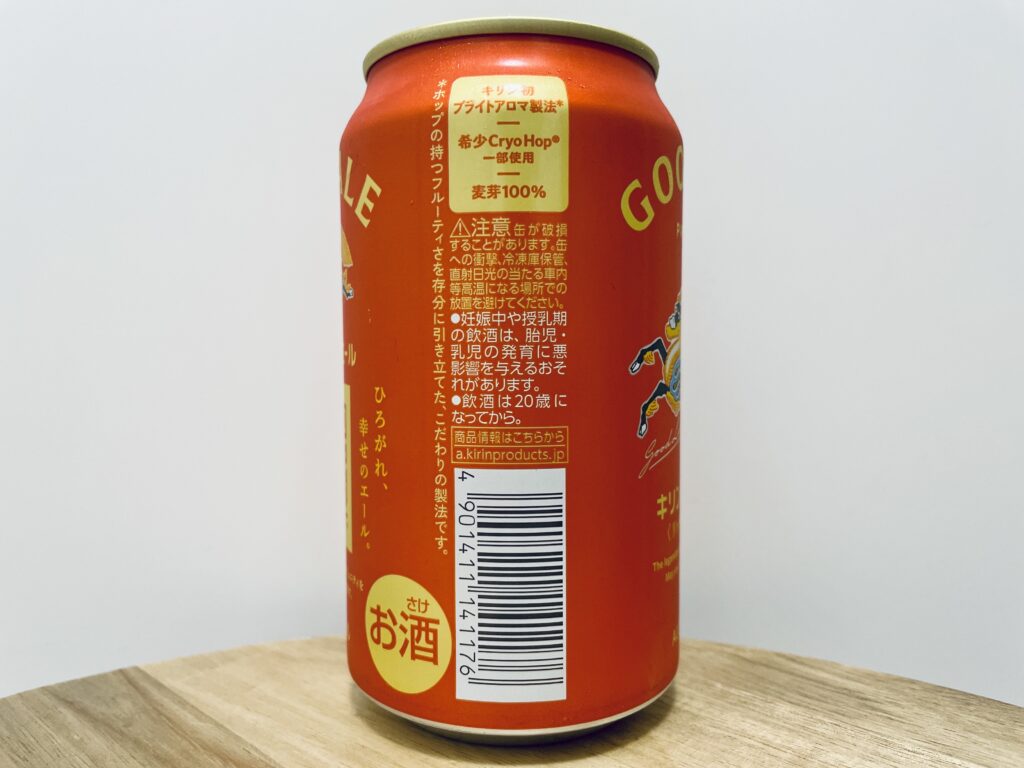 キリン初
ブライトアロマ製法*
希少CryoHop®
一部使用
麦芽100%
*ホップの持つフルーティさを存分に引き立てた、こだわりの製法です。
⚠注意 缶が破損
することがあります。缶
への衝撃、冷凍庫保管、
直射日光の当たる車内
等高温になる場所での
放置を避けてください。
●妊娠中や授乳期
の飲酒は、胎児・
乳児の発育に悪
影響を与えるおそ
れがあります。
●飲酒は20歳に
なってから。
商品情報はこちらから
a.kirinproducts.jp
4 901411 141176
さけ
お酒
ひろがれ、
幸せのエール。
LE
ール
GOO
キリン